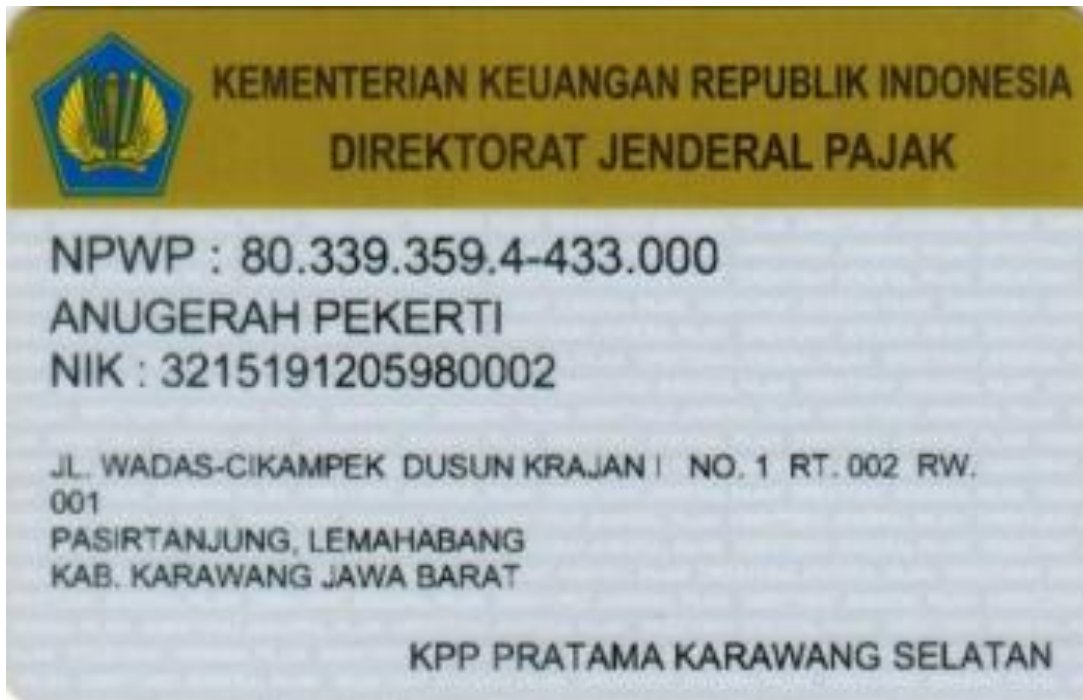 KEMENTERIAN KEUANGAN REPUBLIK INDONESIA
DIREKTORAT JENDERAL PAJAK
NPWP : 80.339.359.4-433.000
ANUGERAH PEKERTI
NIK : 3215191205980002
JL. WADAS-CIKAMPEK DUSUN KRAJAN I NO. 1 RT. 002 RW.
001
PASIRTANJUNG, LEMAHABANG
KAB. KARAWANG JAWA BARAT
KPP PRATAMA KARAWANG SELATAN